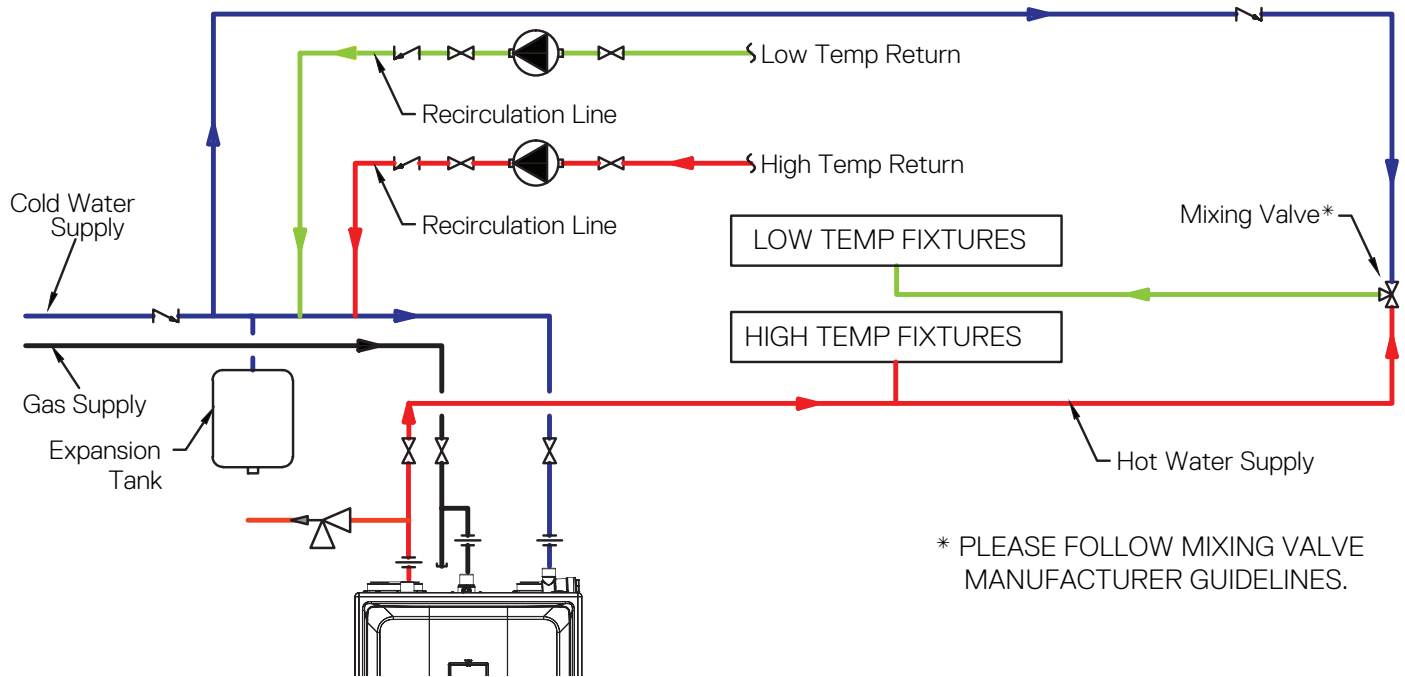 Low Temp Return
Recirculation Line
High Temp Return
Recirculation Line
Cold Water
Supply
Mixing Valve*
LOW TEMP FIXTURES
HIGH TEMP FIXTURES
Gas Supply
Expansion
Tank
Hot Water Supply
* PLEASE FOLLOW MIXING VALVE
MANUFACTURER GUIDELINES.